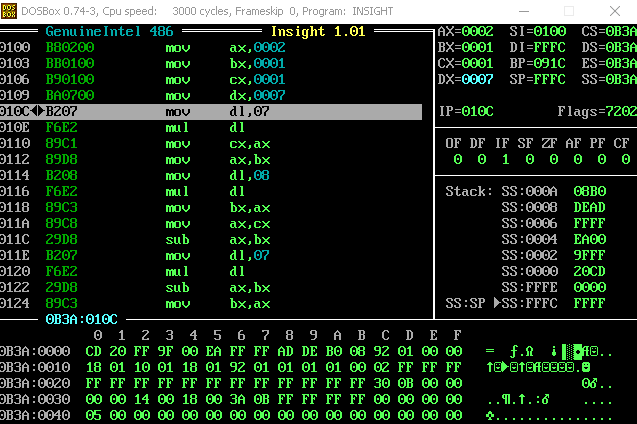 DOSBox 0.74-3, Cpu speed: 3000 cycles, Frameskip 0, Program: INSIGHT
GenuineIntel 486 Insight 1.01
0100 B80200 mov ax,0002
0103 BB0100 mov bx,0001
0106 B90100 mov cx,0001
0109 BA0700 mov dx,0007
010C B207 mov dl,07
010E F6E2 mul dl
0110 89C1 mov cx,ax
0112 89D8 mov ax,bx
0114 B208 mov dl,08
0116 F6E2 mul dl
0118 89C3 mov bx,ax
011A 89C8 mov ax,cx
011C 29D8 sub ax,bx
011E B207 mov dl,07
0120 F6E2 mul dl
0122 29D8 sub ax,bx
0124 89C3 mov bx,ax
0B3A:010C
AX=0002 SI=0100 CS=0B3A
BX=0001 DI=FFFC DS=0B3A
CX=0001 BP=091C ES=0B3A
DX=0007 SP=FFFC SS=0B3A
IP=010C Flags=7202
OF DF IF SF ZF AF PF CF
0 0 1 0 0 0 0 0
Stack: SS:000A 08B0
SS:0008 DEAD
SS:0006 FFFF
SS:0004 EA00
SS:0002 9FFF
SS:0000 20CD
SS:FFFE 0000
SS:SP SS:FFFC FFFF
0 1 2 3 4 5 6 7 8 9 A B C D E F
0B3A:0000 CD 20 FF 9F 00 EA FF FF AD DE B0 08 92 01 00 00
0B3A:0010 18 01 10 01 18 01 92 01 01 01 01 00 02 FF FF FF
0B3A:0020 FF FF FF FF FF FF FF FF FF FF FF FF 30 0B 00 00
0B3A:0030 00 00 14 00 18 00 3A 0B FF FF FF FF 00 00 00 00
0B3A:0040 05 00 00 00 00 00 00 00 00 00 00 00 00 00 00 00